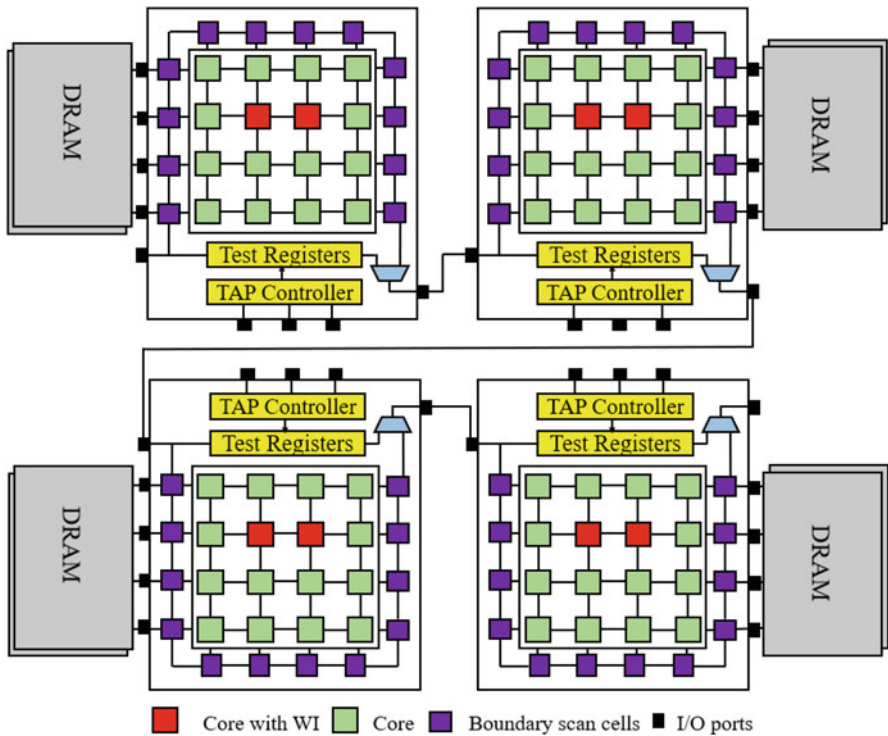 DRAM
DRAM
Test Registers
TAP Controller
Test Registers
TAP Controller
TAP Controller
Test Registers
TAP Controller
Test Registers
DRAM
DRAM
Core with WI
Core
Boundary scan cells
I/O ports